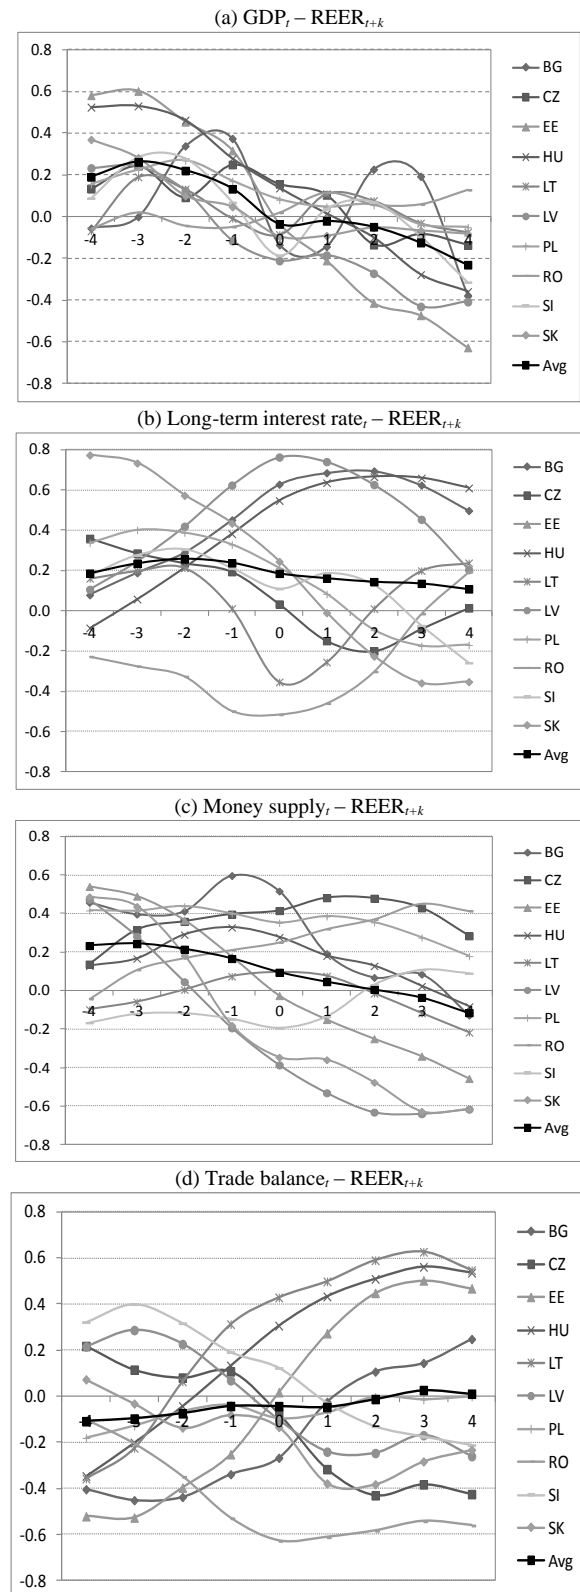 (a) GDPt – REERt+k
0.8
0.6
0.4
0.2
0.0
-0.2
-0.4
-0.6
-0.8
-4 -3 -2 -1 0 1 2 3 4
BG
CZ
EE
HU
LT
LV
PL
RO
SI
SK
Avg
(b) Long-term interest ratet – REERt+k
0.8
0.6
0.4
0.2
0.0
-0.2
-0.4
-0.6
-0.8
-4 -3 -2 -1 0 1 2 3 4
BG
CZ
EE
HU
LT
LV
PL
RO
SI
SK
Avg
(c) Money supplyt – REERt+k
0.8
0.6
0.4
0.2
0.0
-0.2
-0.4
-0.6
-0.8
-4 -3 -2 -1 0 1 2 3 4
BG
CZ
EE
HU
LT
LV
PL
RO
SI
SK
Avg
(d) Trade balancet – REERt+k
0.8
0.6
0.4
0.2
0.0
-0.2
-0.4
-0.6
-0.8
-4 -3 -2 -1 0 1 2 3 4
BG
CZ
EE
HU
LT
LV
PL
RO
SI
SK
Avg